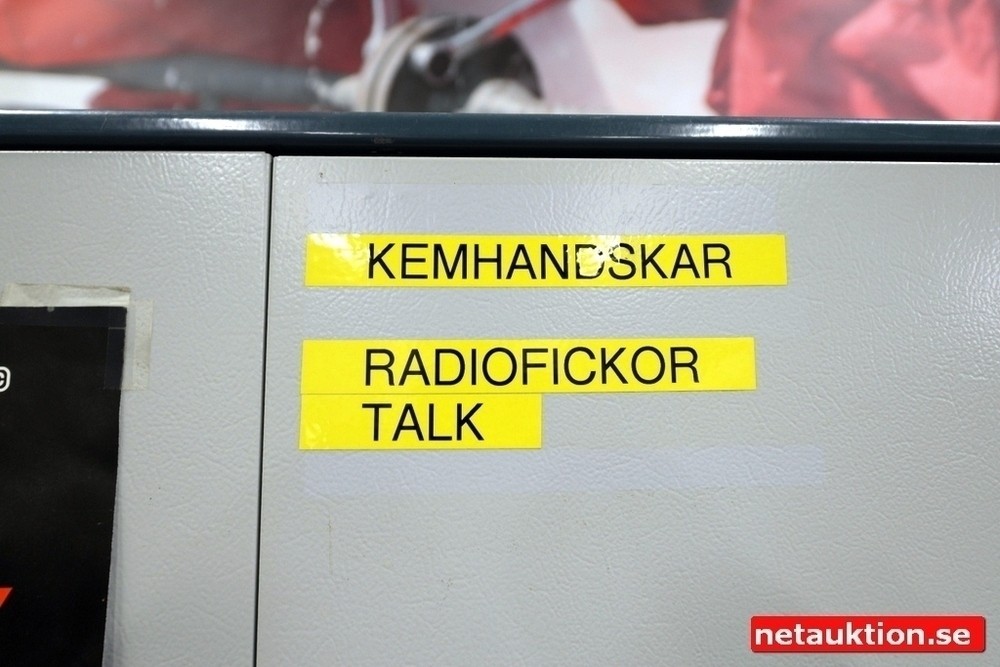 KEMHANDSKAR
RADIOFICKOR
TALK
netauktion.se